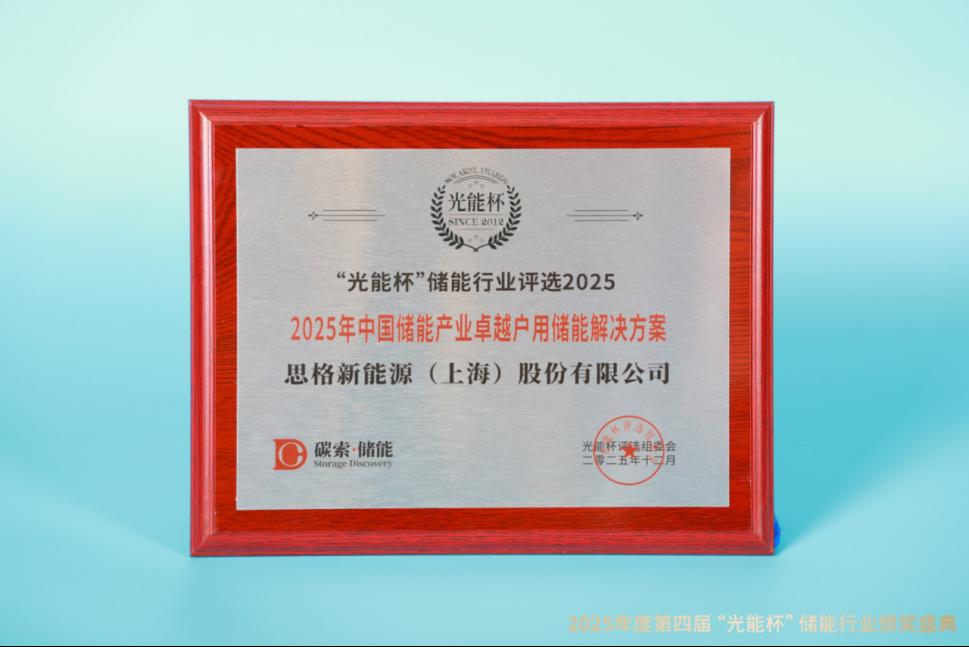 SOLARBE AWARDS
光能杯
SINCE 2012
“光能杯”储能行业评选2025
2025年中国储能产业卓越户用储能解决方案
思格新能源（上海）股份有限公司
碳索·储能
Storage Discovery
光能杯评选组委会
二零二五年十二月
2025年度第四届“光能杯”储能行业颁奖盛典